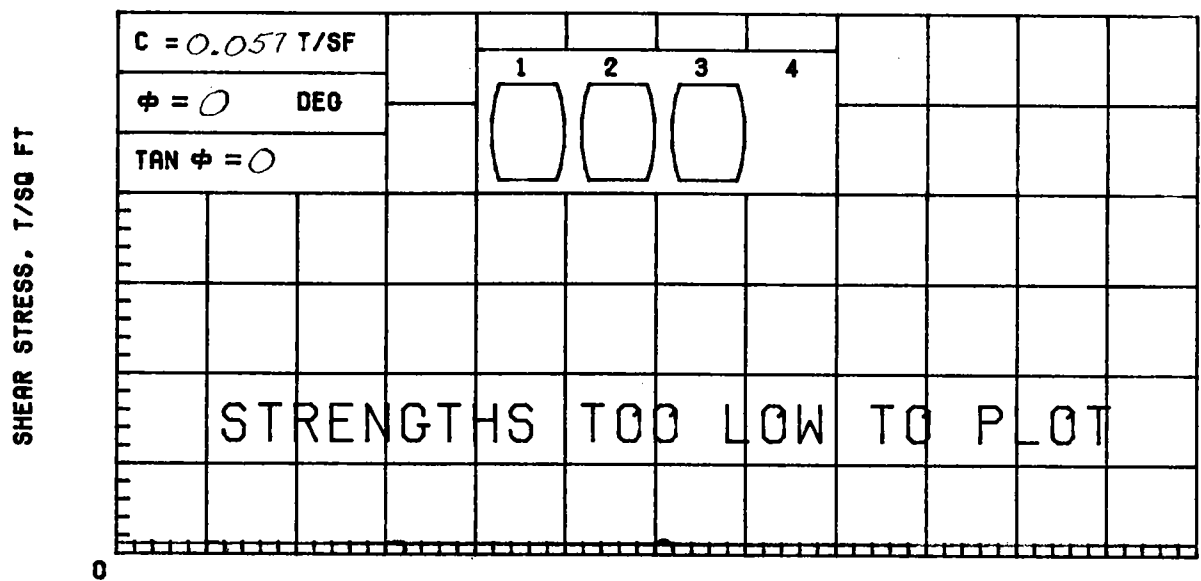 C = 0.057 T/SF
ϕ = 0 DEG
TAN ϕ = 0
1 2 3 4
SHEAR STRESS, T/SQ FT
STRENGTHS TOO LOW TO PLOT
0